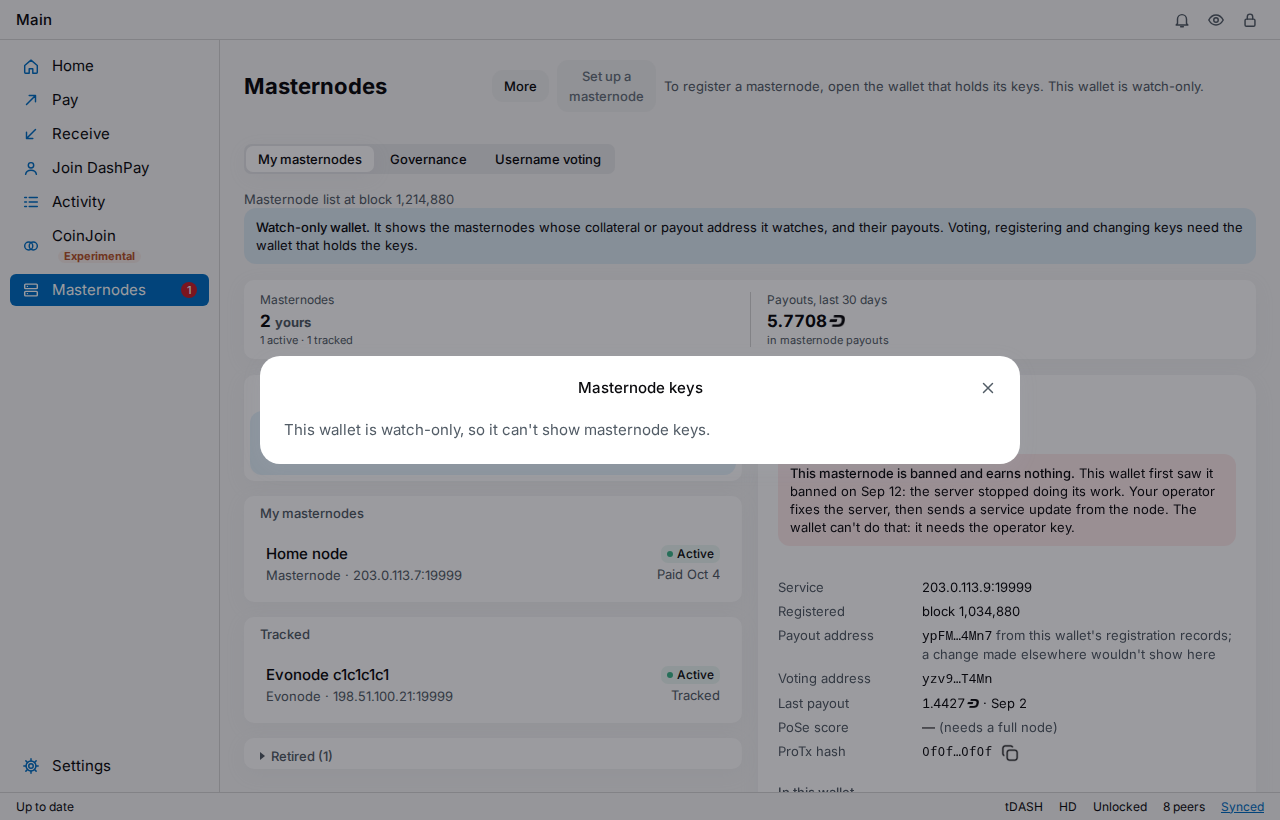 Main
Home
Pay
Receive
Join DashPay
Activity
CoinJoin
Experimental
Masternodes 1
Settings
Masternodes
More
Set up a
masternode
To register a masternode, open the wallet that holds its keys. This wallet is watch-only.
My masternodes Governance Username voting
Masternode list at block 1,214,880
Watch-only wallet. It shows the masternodes whose collateral or payout address it watches, and their payouts. Voting, registering and changing keys need the
wallet that holds the keys.
Masternodes
2 yours
1 active · 1 tracked
Payouts, last 30 days
5.7708
in masternode payouts
Masternode keys
This wallet is watch-only, so it can't show masternode keys.
My masternodes
Home node Active
Masternode · 203.0.113.7:19999 Paid Oct 4
Tracked
Evonode c1c1c1c1 Active
Evonode · 198.51.100.21:19999 Tracked
Retired (1)
This masternode is banned and earns nothing. This wallet first saw it
banned on Sep 12: the server stopped doing its work. Your operator
fixes the server, then sends a service update from the node. The
wallet can't do that: it needs the operator key.
Service 203.0.113.9:19999
Registered block 1,034,880
Payout address ypFM…4Mn7 from this wallet's registration records;
a change made elsewhere wouldn't show here
Voting address yzv9…T4Mn
Last payout 1.4427 · Sep 2
PoSe score — (needs a full node)
ProTx hash 0f0f…0f0f
In this wallet
Up to date
tDASH HD Unlocked 8 peers Synced